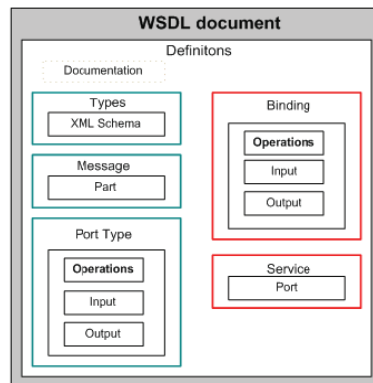 WSDL document
Definitons
Documentation
Types
XML Schema
Message
Part
Port Type
Operations
Input
Output
Binding
Operations
Input
Output
Service
Port